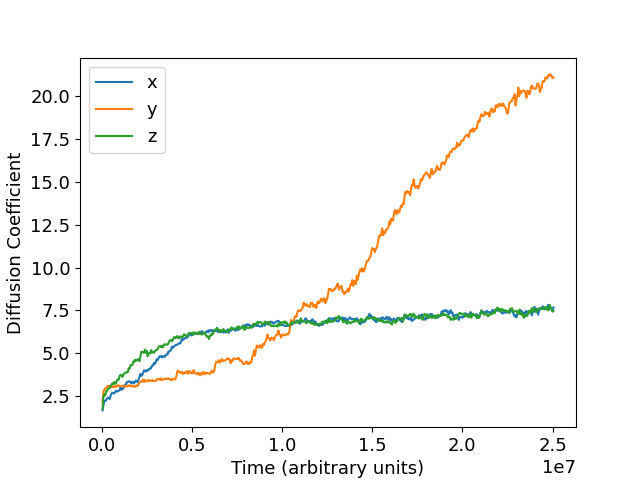 x
y
z
Diffusion Coefficient
20.0
17.5
15.0
12.5
10.0
7.5
5.0
2.5
0.0 0.5 1.0 1.5 2.0 2.5
1e7
Time (arbitrary units)